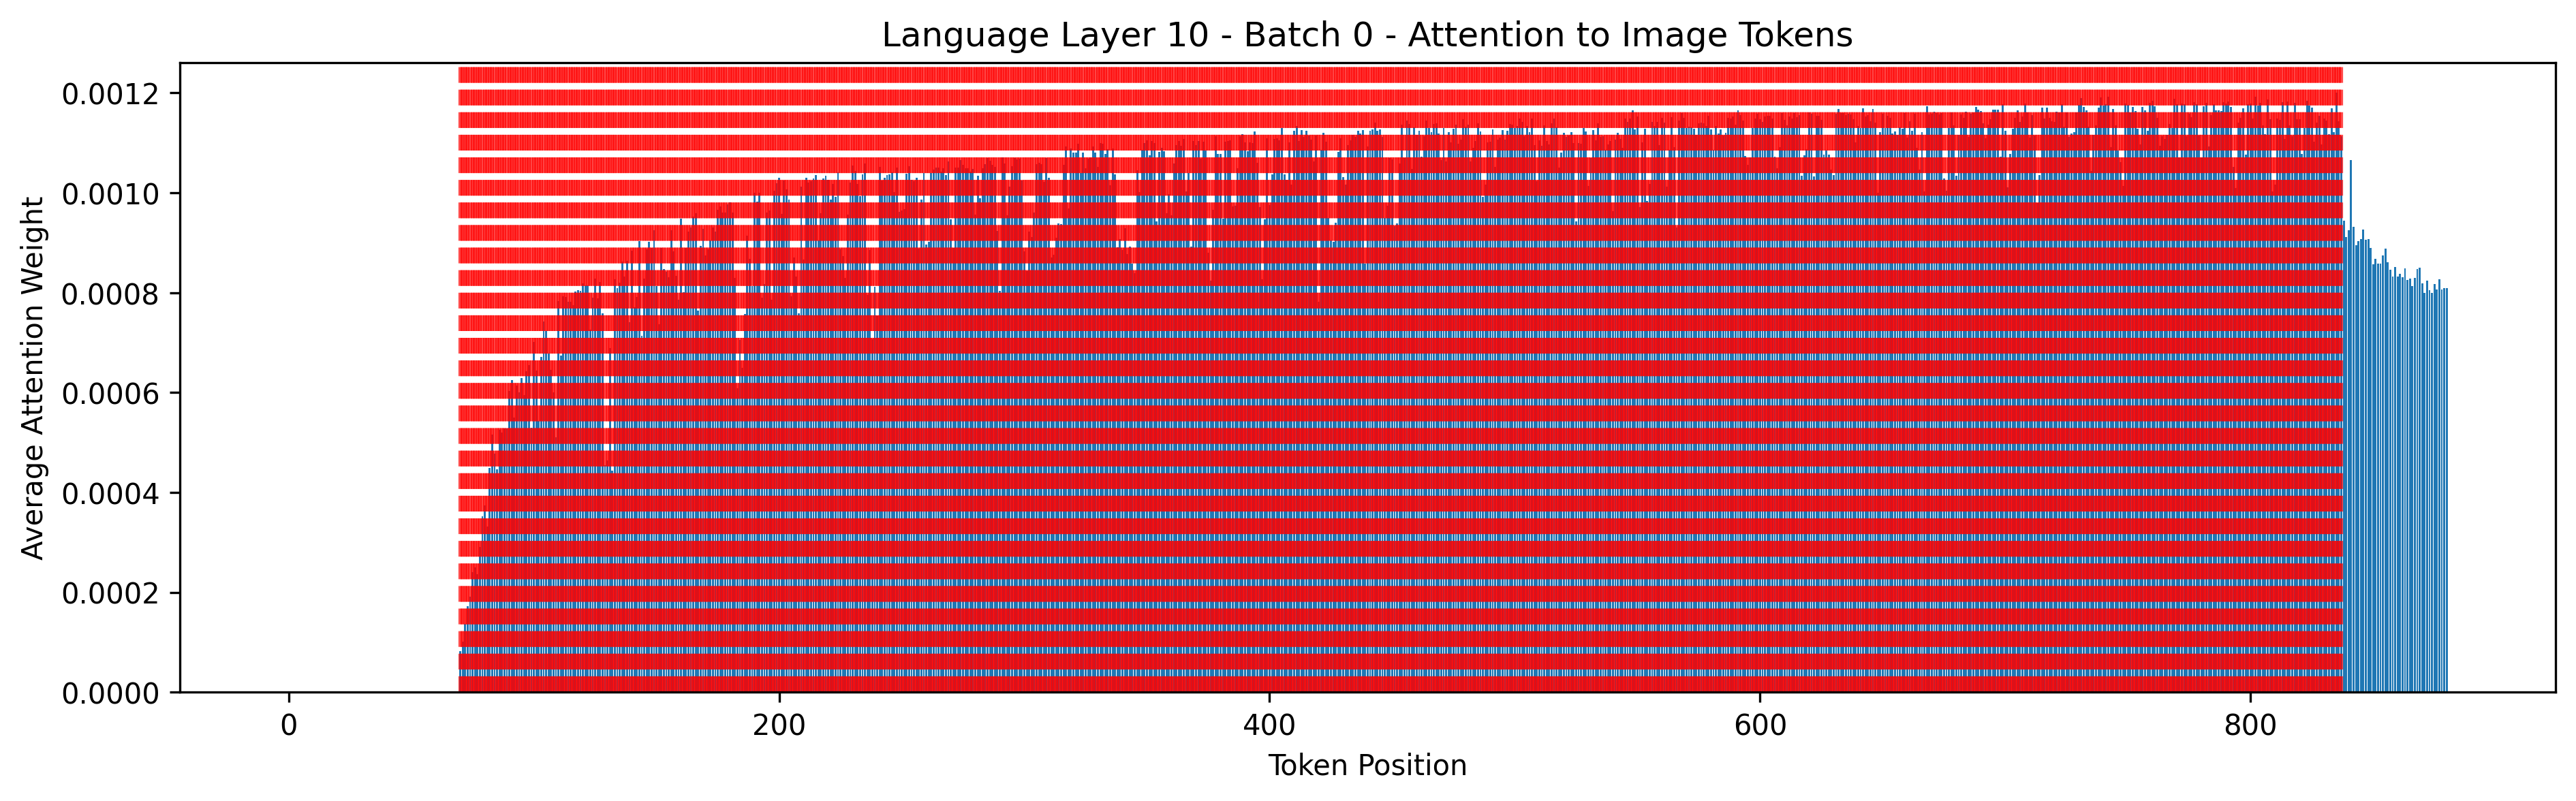 Language Layer 10 - Batch 0 - Attention to Image Tokens
Average Attention Weight
0.0012
0.0010
0.0008
0.0006
0.0004
0.0002
0.0000
0 200 400 600 800
Token Position